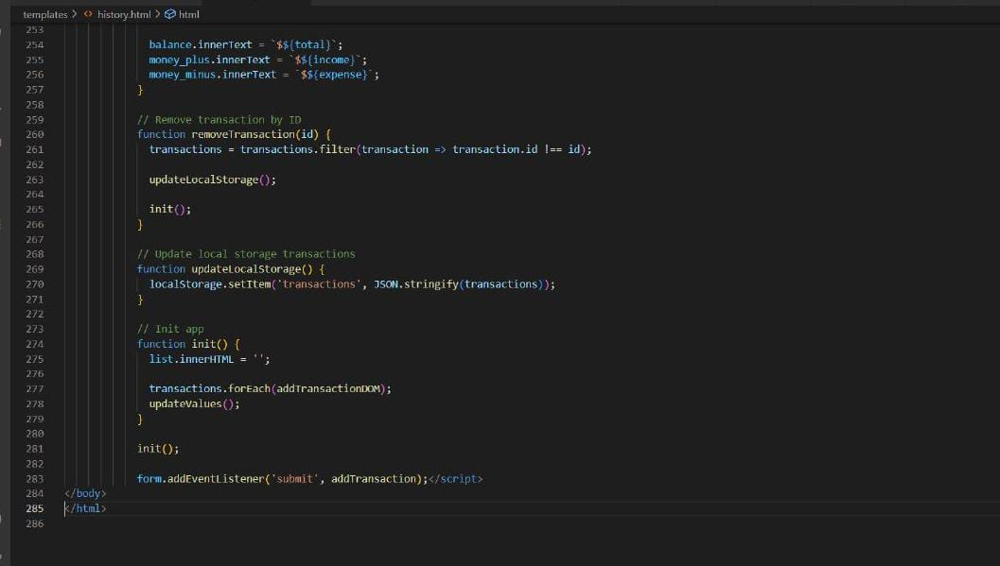 templates > <> history.html > html
253
254 balance.innerText = `$${total}`;
255 money_plus.innerText = `$${income}`;
256 money_minus.innerText = `$${expense}`;
257 }
258
259 // Remove transaction by ID
260 function removeTransaction(id) {
261 transactions = transactions.filter(transaction => transaction.id !== id);
262
263 updateLocalStorage();
264
265 init();
266 }
267
268 // Update local storage transactions
269 function updateLocalStorage() {
270 localStorage.setItem('transactions', JSON.stringify(transactions));
271 }
272
273 // Init app
274 function init() {
275 list.innerHTML = '';
276
277 transactions.forEach(addTransactionDOM);
278 updateValues();
279 }
280
281 init();
282
283 form.addEventListener('submit', addTransaction);</script>
284 </body>
285 </html>
286